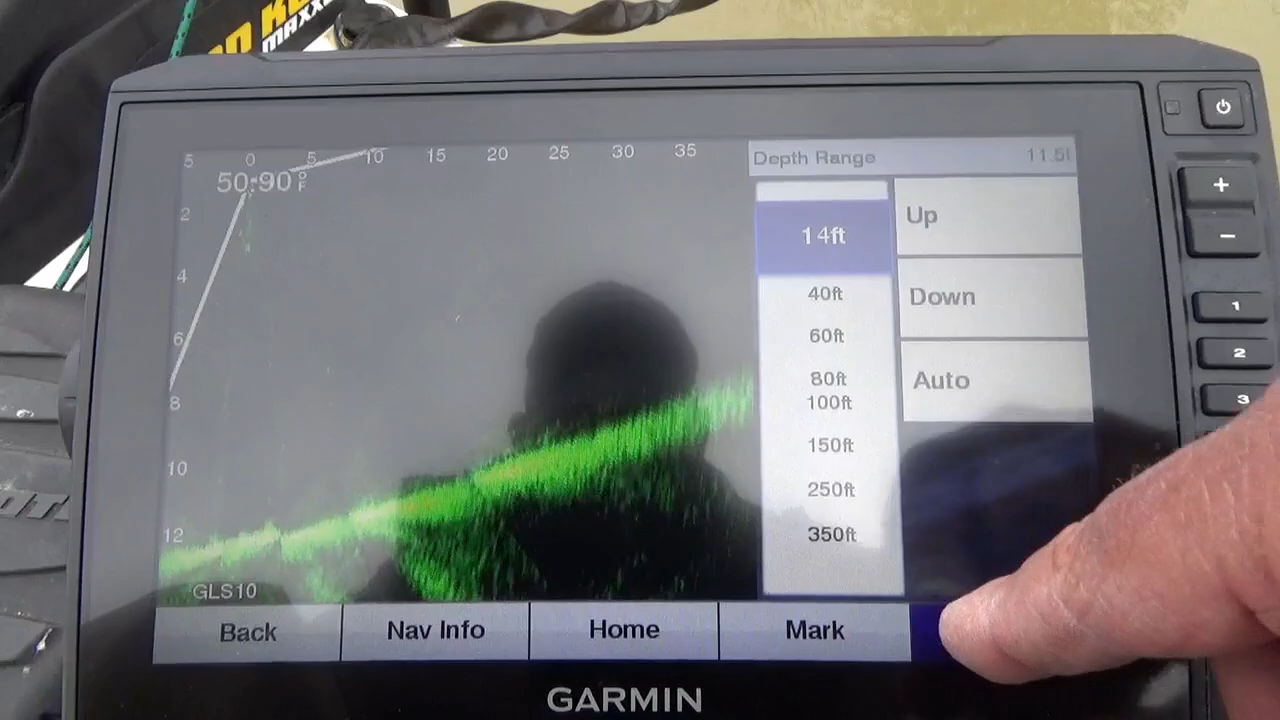 MAXX
5 0 5 10 15 20 25 30 35
50.90°F
2
4
6
8
10
12
GLS10
Depth Range
14ft
40ft
60ft
80ft
100ft
150ft
250ft
350ft
Up
Down
Auto
Back Nav Info Home Mark
GARMIN
+
-
1
2
3